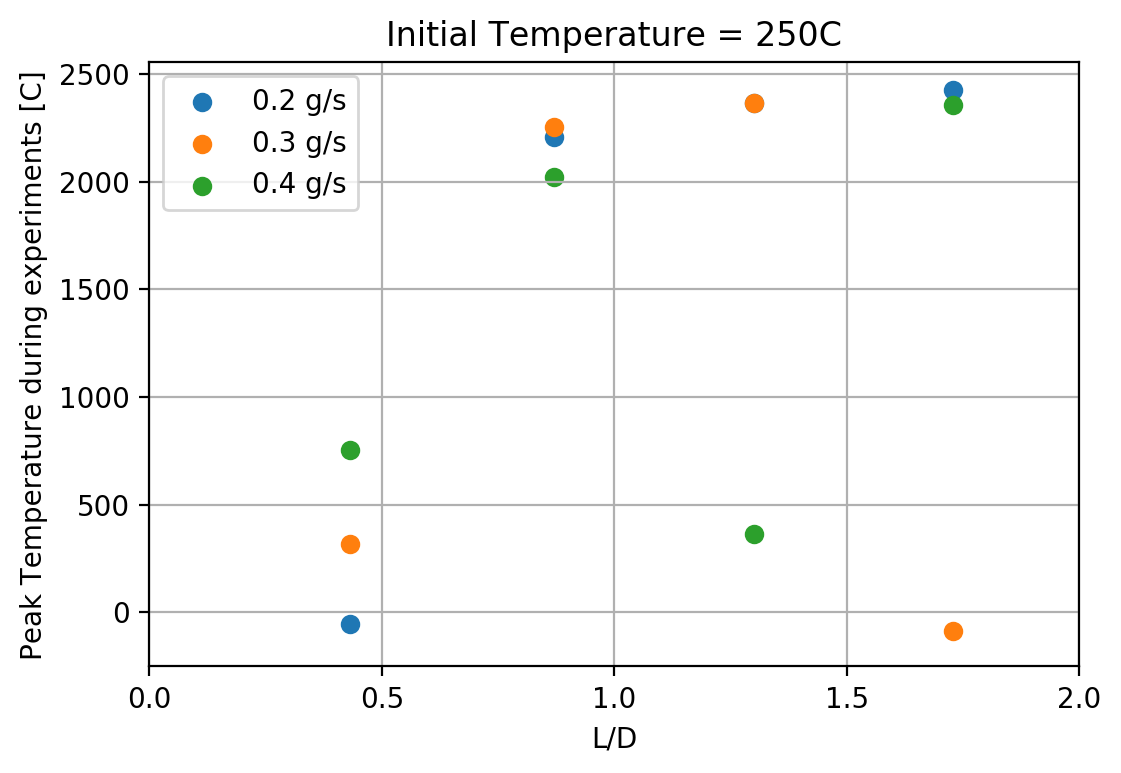 Initial Temperature = 250C
Peak Temperature during experiments [C]
2500
2000
1500
1000
500
0
0.2 g/s
0.3 g/s
0.4 g/s
0.0
0.5
1.0
1.5
2.0
L/D